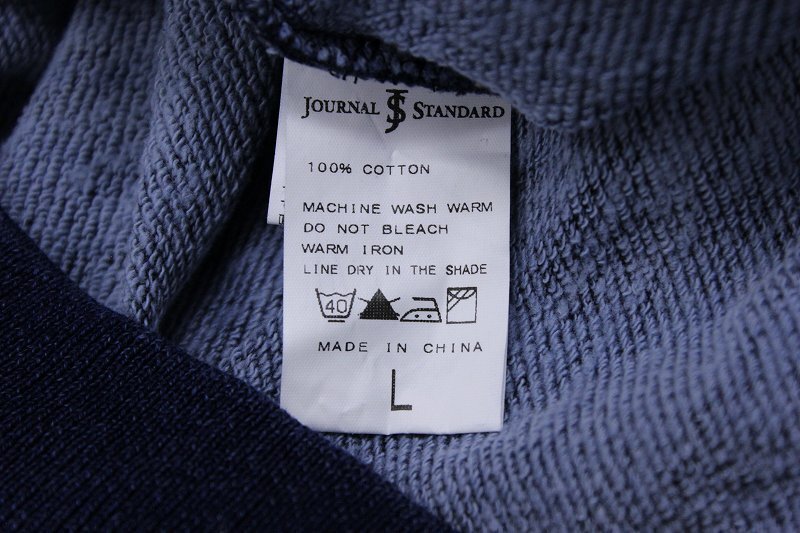 JOURNAL JS STANDARD
100% COTTON
MACHINE WASH WARM
DO NOT BLEACH
WARM IRON
LINE DRY IN THE SHADE
40
MADE IN CHINA
L